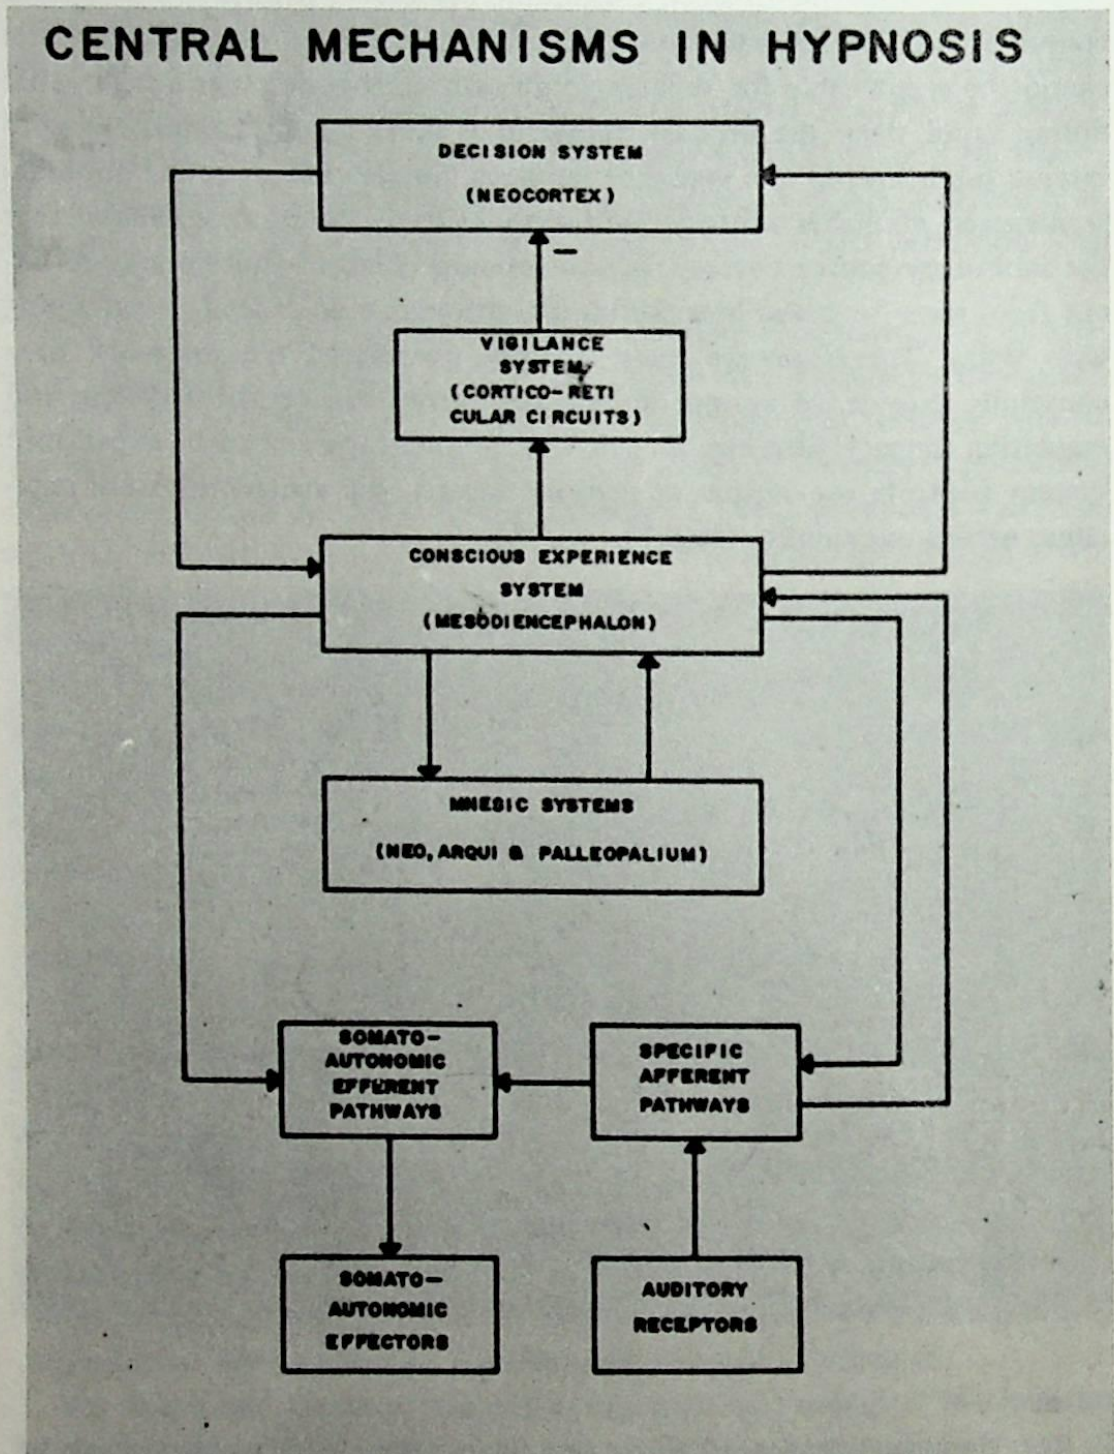 CENTRAL MECHANISMS IN HYPNOSIS
DECISION SYSTEM
(NEOCORTEX)
–
VIGILANCE
SYSTEM
(CORTICO-RETI
CULAR CIRCUITS)
CONSCIOUS EXPERIENCE
SYSTEM
(MESODIENCEPHALON)
MNESIC SYSTEMS
(NEO, ARQUI & PALLEOPALIUM)
SOMATO-
AUTONOMIC
EFFERENT
PATHWAYS
SPECIFIC
AFFERENT
PATHWAYS
SOMATO-
AUTONOMIC
EFFECTORS
AUDITORY
RECEPTORS